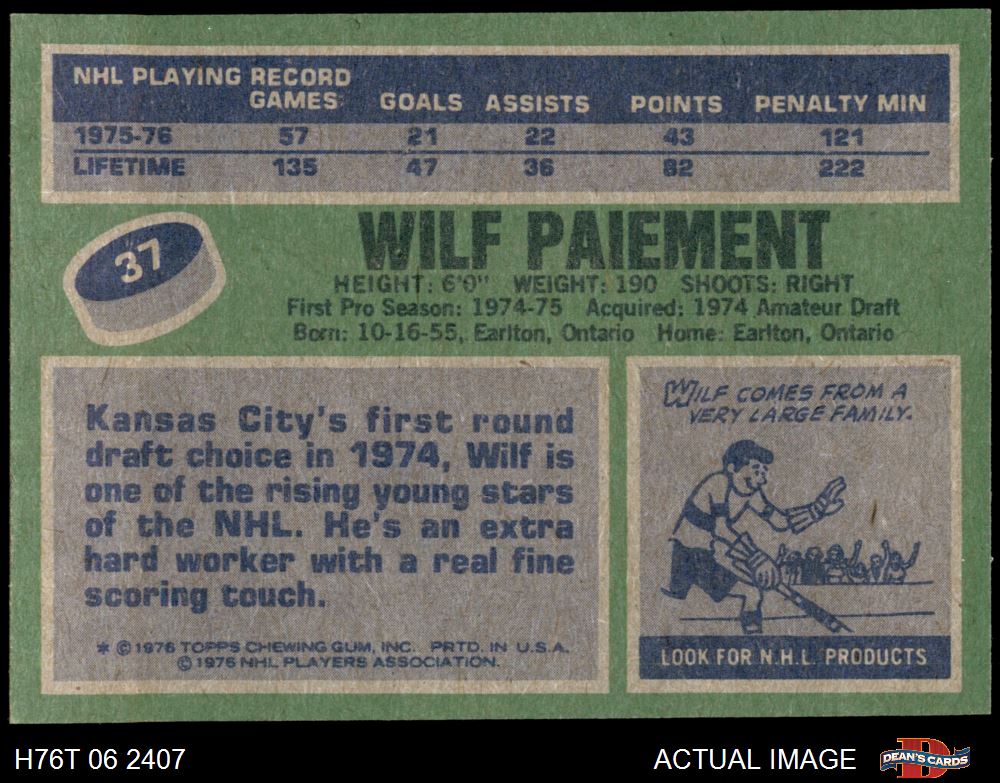 NHL PLAYING RECORD
GAMES GOALS ASSISTS POINTS PENALTY MIN
1975-76 57 21 22 43 121
LIFETIME 135 47 36 82 222
37
WILF PAIEMENT
HEIGHT: 6'0" WEIGHT: 190 SHOOTS: RIGHT
First Pro Season: 1974-75 Acquired: 1974 Amateur Draft
Born: 10-16-55, Earlton, Ontario Home: Earlton, Ontario
Kansas City's first round
draft choice in 1974, Wilf is
one of the rising young stars
of the NHL. He's an extra
hard worker with a real fine
scoring touch.
* © 1976 TOPPS CHEWING GUM, INC. PRTD. IN U.S.A.
© 1976 NHL PLAYERS ASSOCIATION.
WILF COMES FROM A
VERY LARGE FAMILY.
LOOK FOR N.H.L. PRODUCTS
H76T 06 2407
ACTUAL IMAGE
D
DEAN'S CARDS